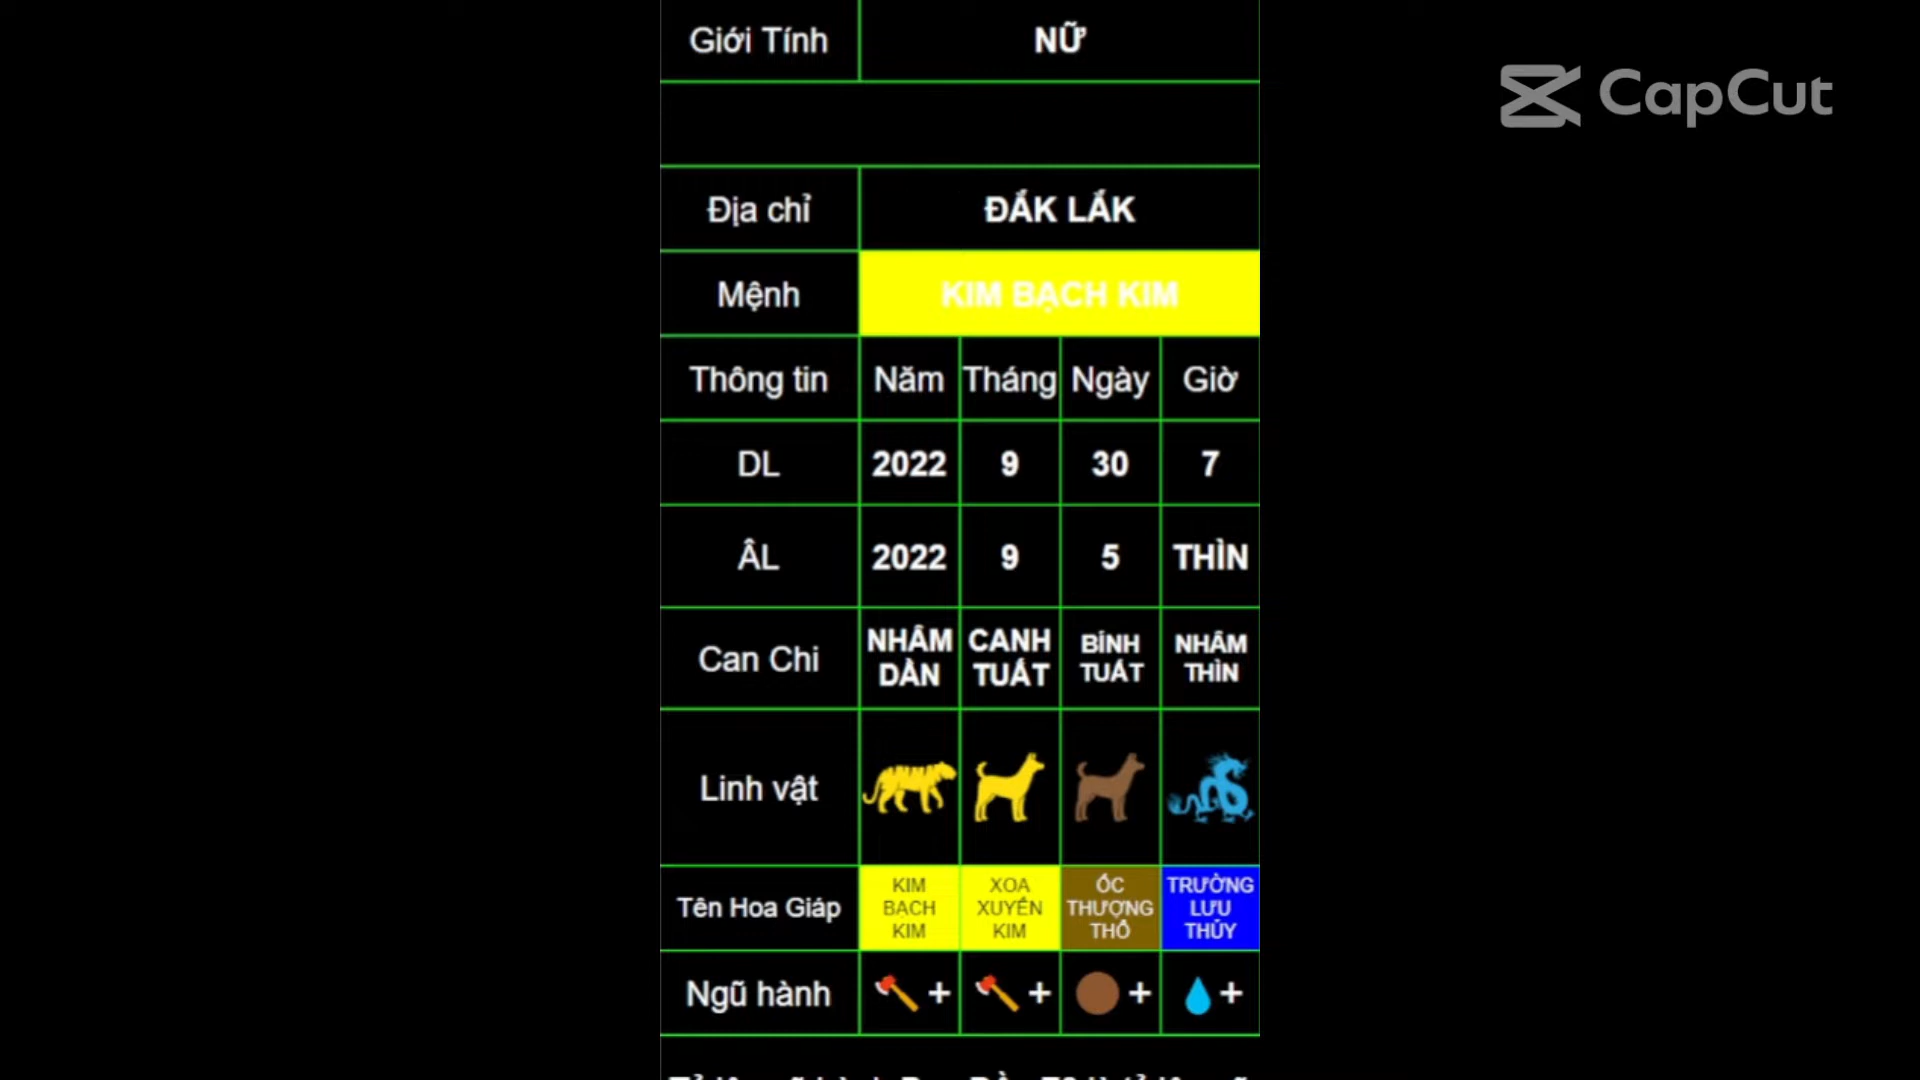 Giới Tính NỮ
CapCut
Địa chỉ ĐẮK LẮK
Mệnh KIM BẠCH KIM
Thông tin Năm Tháng Ngày Giờ
DL 2022 9 30 7
ÂL 2022 9 5 THÌN
Can Chi NHÂM DẦN CANH TUẤT BÍNH TUẤT NHÂM THÌN
Linh vật
Tên Hoa Giáp KIM BẠCH KIM XOA XUYẾN KIM ỐC THƯỢNG THỔ TRƯỜNG LƯU THỦY
Ngũ hành + + + +